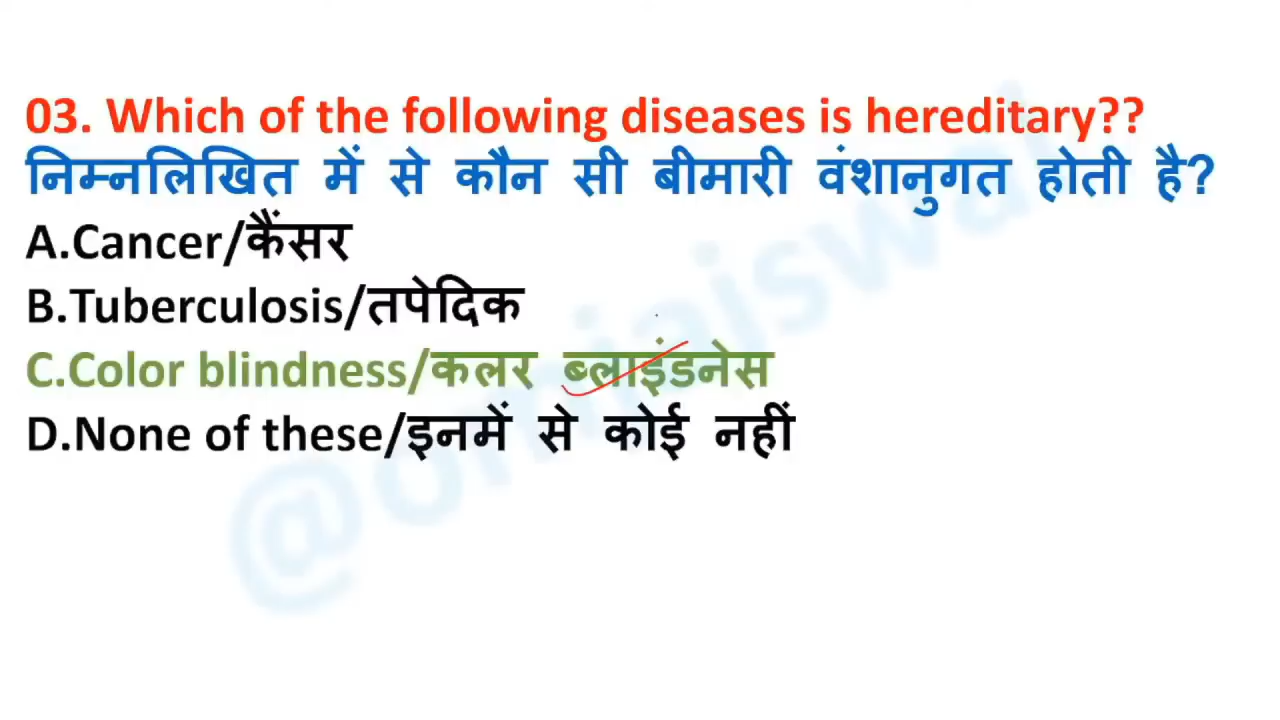 03. Which of the following diseases is hereditary??
निम्नलिखित में से कौन सी बीमारी वंशानुगत होती है?
A.Cancer/कैंसर
B.Tuberculosis/तपेदिक
C.Color blindness/कलर ब्लाइंडनेस
D.None of these/इनमें से कोई नहीं